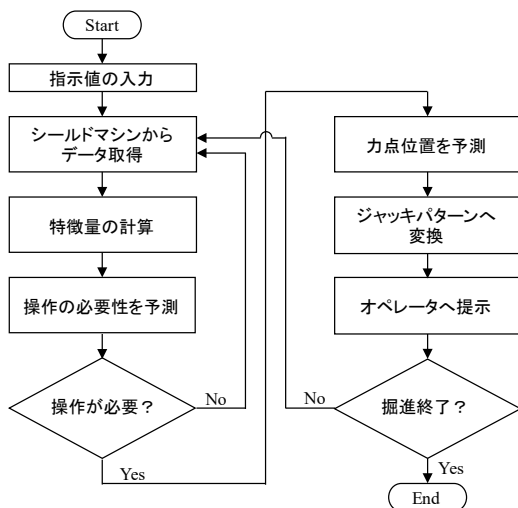 Start
指示値の入力
シールドマシンから
データ取得
特徴量の計算
操作の必要性を予測
操作が必要？
No
Yes
力点位置を予測
ジャッキパターンへ
変換
オペレータへ提示
掘進終了？
No
Yes
End